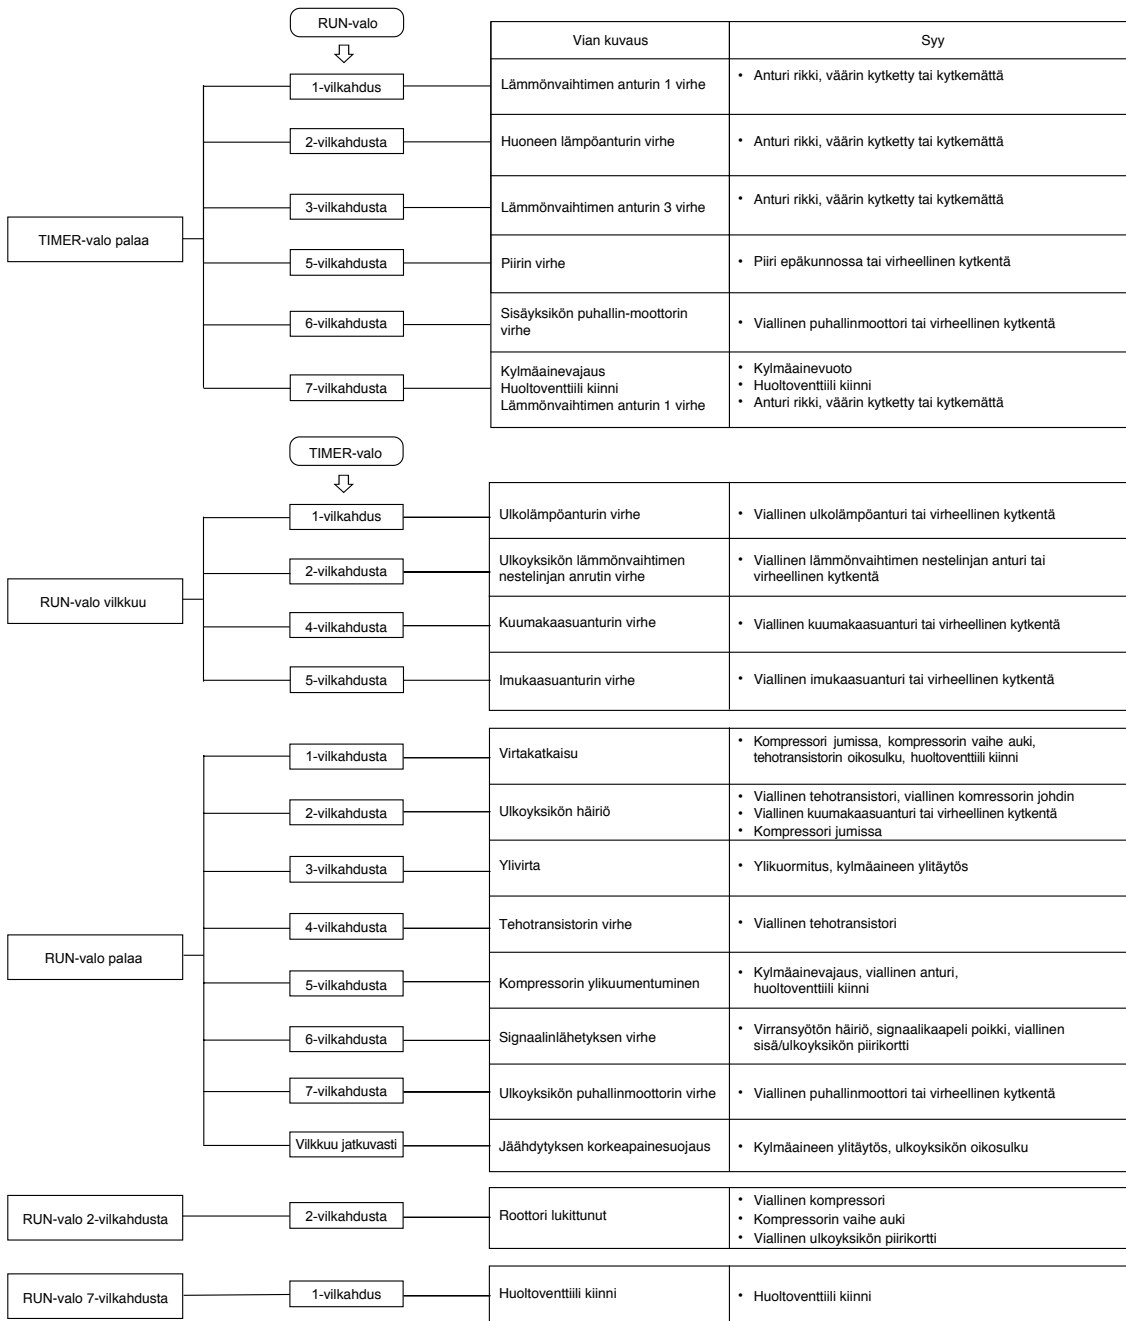 RUN-valo
Vian kuvaus
Syy
1-vilkahdus
Lämmönvaihtimen anturin 1 virhe
• Anturi rikki, väärin kytketty tai kytkemättä
2-vilkahdusta
Huoneen lämpöanturin virhe
• Anturi rikki, väärin kytketty tai kytkemättä
3-vilkahdusta
Lämmönvaihtimen anturin 3 virhe
• Anturi rikki, väärin kytketty tai kytkemättä
TIMER-valo palaa
5-vilkahdusta
Piirin virhe
• Piiri epäkunnossa tai virheellinen kytkentä
6-vilkahdusta
Sisäyksikön puhallin-moottorin
virhe
• Viallinen puhallinmoottori tai virheellinen kytkentä
7-vilkahdusta
Kylmäainevajaus
Huoltoventtiili kiinni
Lämmönvaihtimen anturin 1 virhe
• Kylmäainevuoto
• Huoltoventtiili kiinni
• Anturi rikki, väärin kytketty tai kytkemättä
TIMER-valo
1-vilkahdus
Ulkolämpöanturin virhe
• Viallinen ulkolämpöanturi tai virheellinen kytkentä
2-vilkahdusta
Ulkoyksikön lämmönvaihtimen
nestelinjan anrutin virhe
• Viallinen lämmönvaihtimen nestelinjan anturi tai
virheellinen kytkentä
RUN-valo vilkkuu
4-vilkahdusta
Kuumakaasuanturin virhe
• Viallinen kuumakaasuanturi tai virheellinen kytkentä
5-vilkahdusta
Imukaasuanturin virhe
• Viallinen imukaasuanturi tai virheellinen kytkentä
1-vilkahdusta
Virtakatkaisu
• Kompressori jumissa, kompressorin vaihe auki,
tehotransistorin oikosulku, huoltoventtiili kiinni
2-vilkahdusta
Ulkoyksikön häiriö
• Viallinen tehotransistori, viallinen komressorin johdin
• Viallinen kuumakaasuanturi tai virheellinen kytkentä
• Kompressori jumissa
3-vilkahdusta
Ylivirta
• Ylikuormitus, kylmäaineen ylitäytös
4-vilkahdusta
Tehotransistorin virhe
• Viallinen tehotransistori
RUN-valo palaa
5-vilkahdusta
Kompressorin ylikuumentuminen
• Kylmäainevajaus, viallinen anturi,
huoltoventtiili kiinni
6-vilkahdusta
Signaalinlähetyksen virhe
• Virransyötön häiriö, signaalikaapeli poikki, viallinen
sisä/ulkoyksikön piirikortti
7-vilkahdusta
Ulkoyksikön puhallinmoottorin virhe
• Viallinen puhallinmoottori tai virheellinen kytkentä
Vilkkuu jatkuvasti
Jäähdytyksen korkeapainesuojaus
• Kylmäaineen ylitäytös, ulkoyksikön oikosulku
RUN-valo 2-vilkahdusta
2-vilkahdusta
Roottori lukittunut
• Viallinen kompressori
• Kompressorin vaihe auki
• Viallinen ulkoyksikön piirikortti
RUN-valo 7-vilkahdusta
1-vilkahdus
Huoltoventtiili kiinni
• Huoltoventtiili kiinni